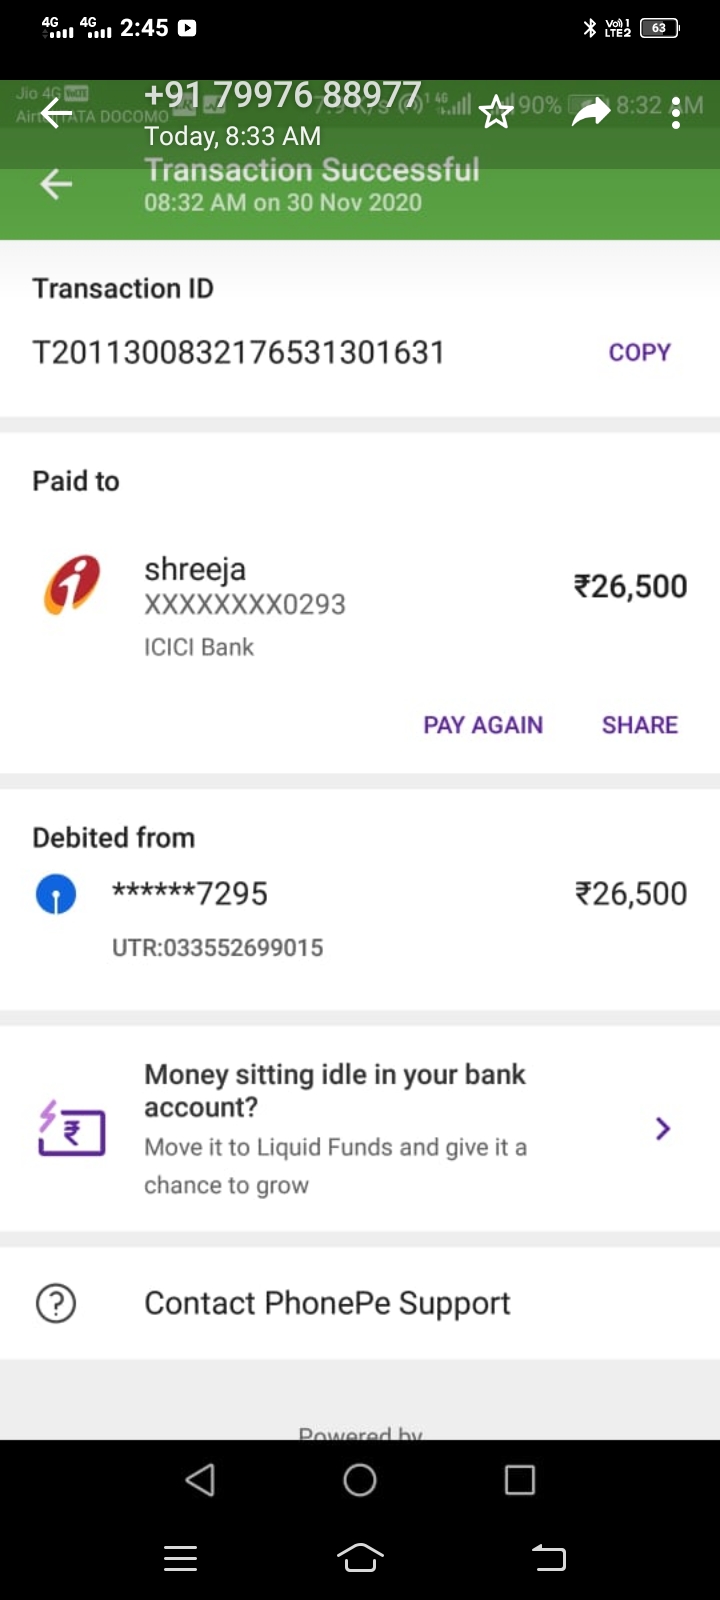 4G 4G 2:45 Vo)) 1 LTE2 63
Jio 4G VoLTE 4G 90% 8:32 AM
TATA DOCOMO
+91 79976 88977
Today, 8:33 AM
Transaction Successful
08:32 AM on 30 Nov 2020
Transaction ID
T2011300832176531301631 COPY
Paid to
shreeja
XXXXXXXX0293 ₹26,500
ICICI Bank
PAY AGAIN SHARE
Debited from
******7295 ₹26,500
UTR:033552699015
Money sitting idle in your bank
account?
Move it to Liquid Funds and give it a
chance to grow
Contact PhonePe Support
Powered by